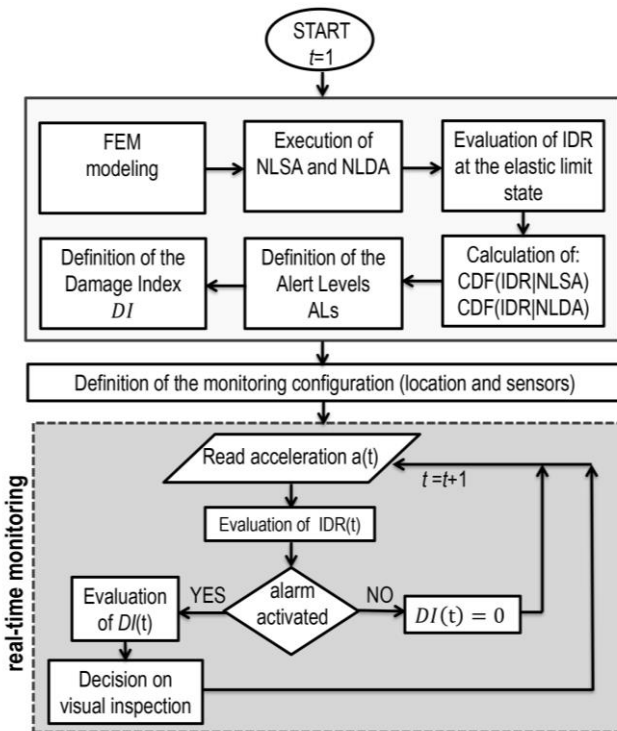 START
t=1
FEM
modeling
Execution of
NLSA and NLDA
Evaluation of IDR
at the elastic limit
state
Calculation of:
CDF(IDR|NLSA)
CDF(IDR|NLDA)
Definition of the
Alert Levels
ALs
Definition of the
Damage Index
DI
Definition of the monitoring configuration (location and sensors)
real-time monitoring
Read acceleration a(t)
t =t+1
Evaluation of IDR(t)
alarm
activated
YES
NO
Evaluation
of DI(t)
DI(t) = 0
Decision on
visual inspection